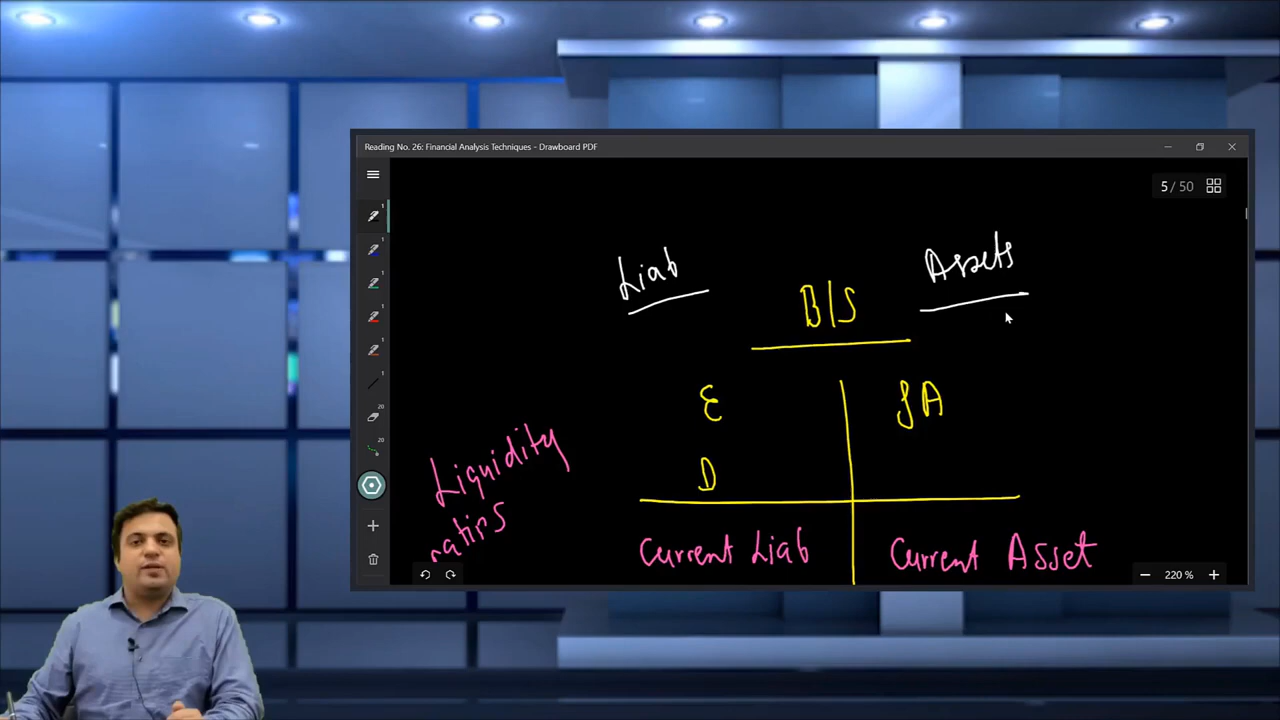 Reading No. 26: Financial Analysis Techniques - Drawboard PDF
5 / 50
Liab
Assets
B/S
E
FA
D
Liquidity
ratios
Current Liab
Current Asset
220 %